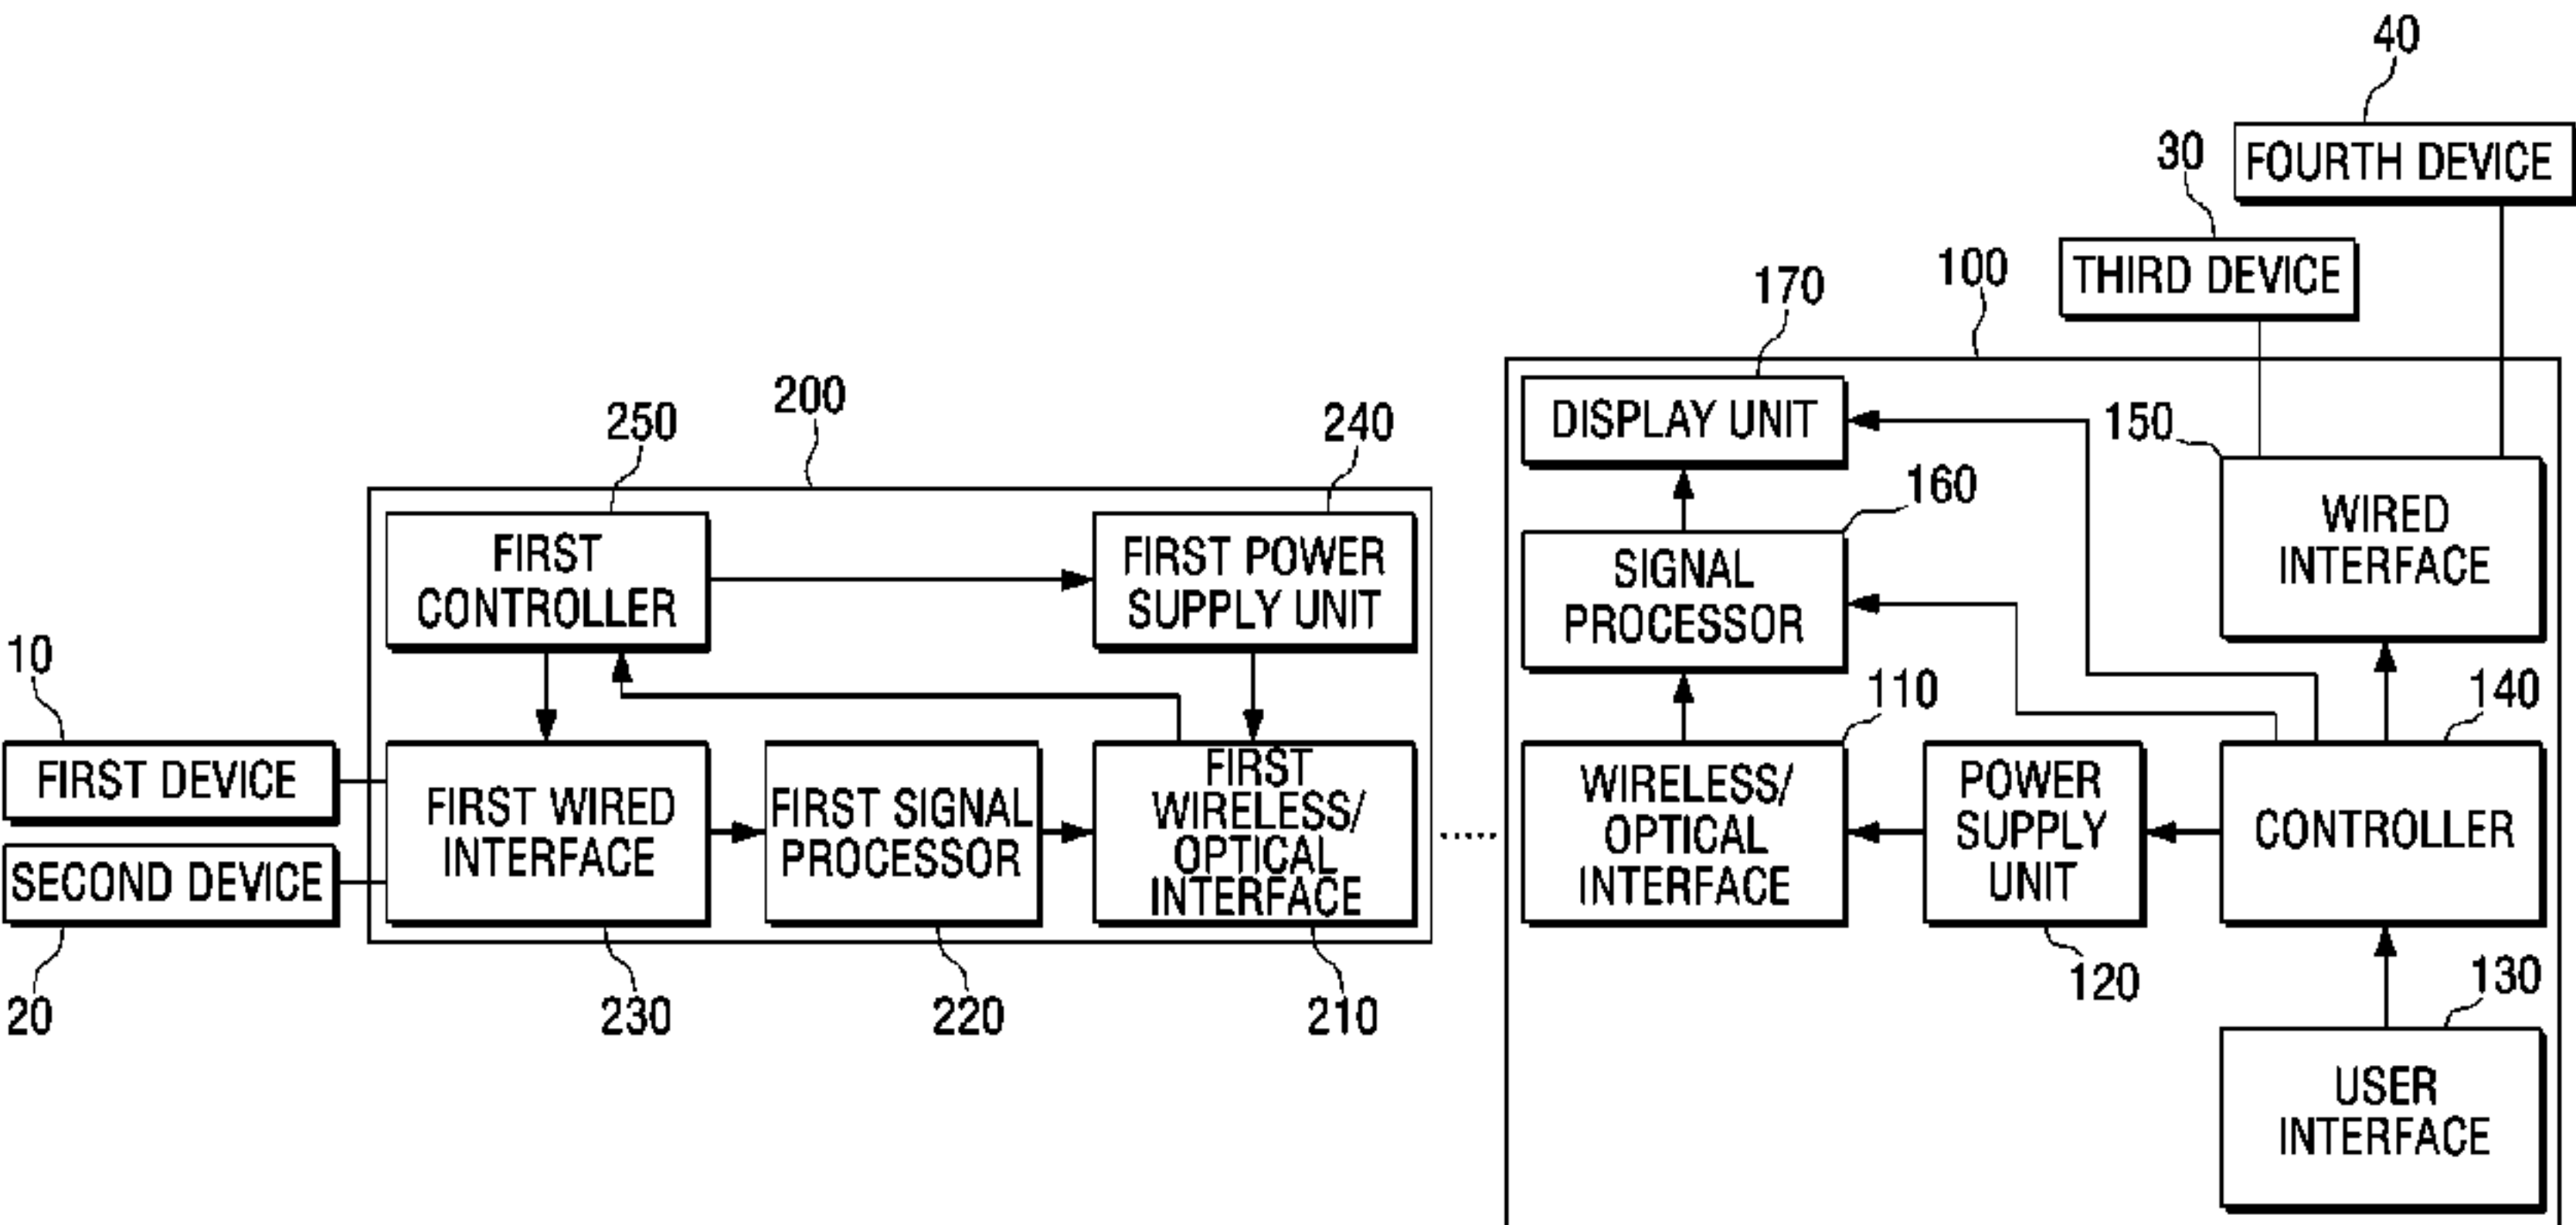 40
FOURTH DEVICE
30
THIRD DEVICE
100
170
DISPLAY UNIT
150
WIRED
INTERFACE
160
SIGNAL
PROCESSOR
200
250
FIRST
CONTROLLER
240
FIRST POWER
SUPPLY UNIT
10
FIRST DEVICE
SECOND DEVICE
20
FIRST WIRED
INTERFACE
230
FIRST SIGNAL
PROCESSOR
220
FIRST
WIRELESS/
OPTICAL
INTERFACE
210
110
WIRELESS/
OPTICAL
INTERFACE
POWER
SUPPLY
UNIT
120
140
CONTROLLER
130
USER
INTERFACE